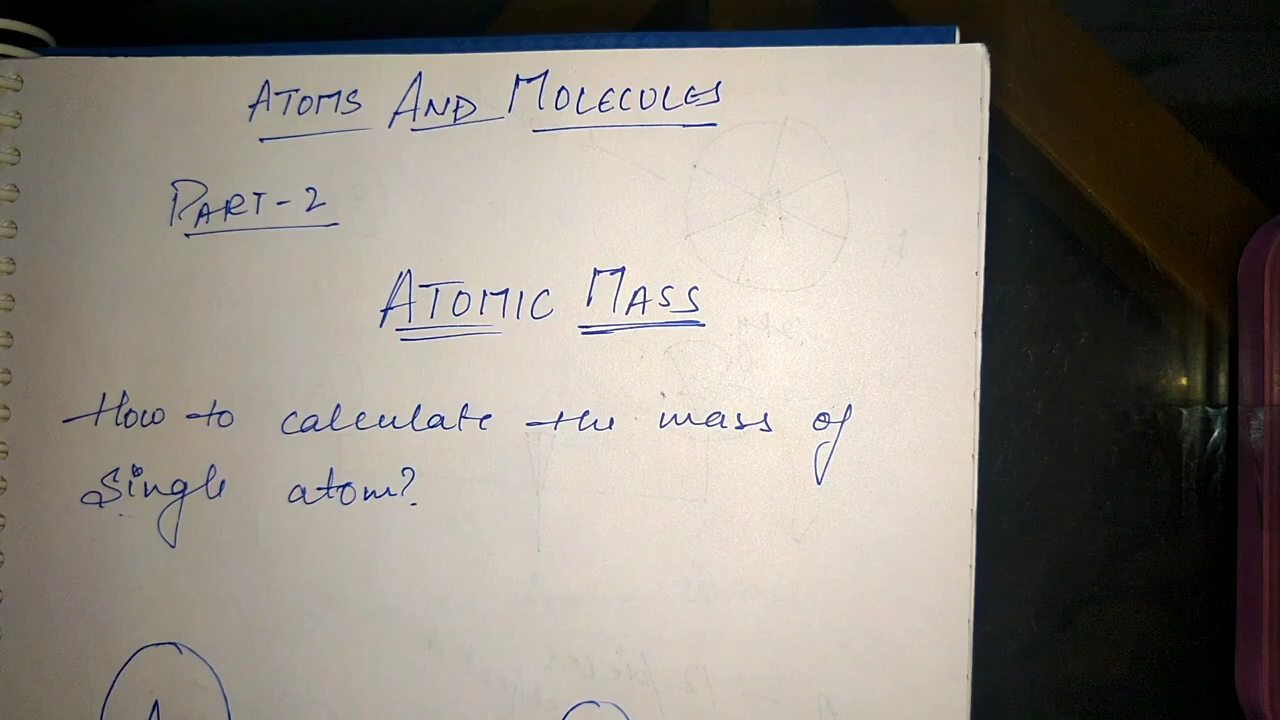 ATOMS AND MOLECULES
PART-2
ATOMIC MASS
How to calculate the mass of
Single atom?
A